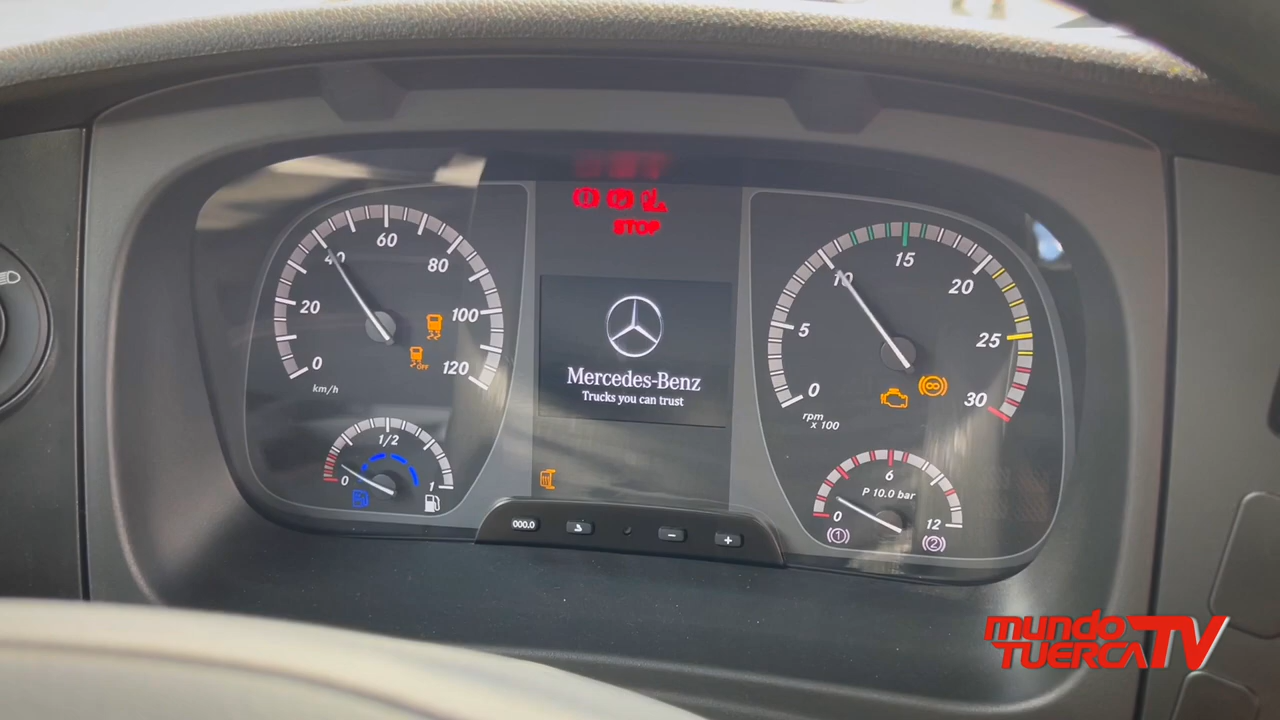 STOP
0
20
40
60
80
100
120
km/h
OFF
0
5
10
15
20
25
30
rpm
x 100
Mercedes-Benz
Trucks you can trust
0
1/2
1
0
6
12
P 10.0 bar
(1)
(2)
000.0
−
+
mundo
TUERCA TV